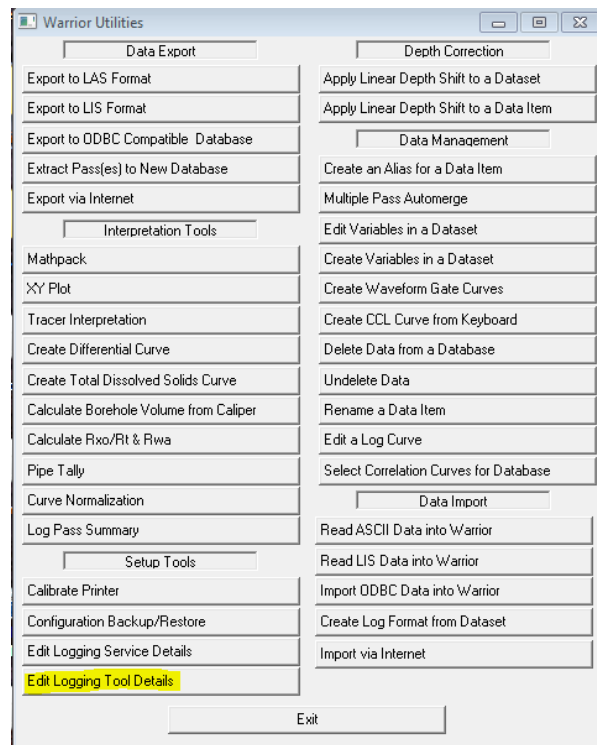 Warrior Utilities
Data Export
Export to LAS Format
Export to LIS Format
Export to ODBC Compatible Database
Extract Pass(es) to New Database
Export via Internet
Interpretation Tools
Mathpack
XY Plot
Tracer Interpretation
Create Differential Curve
Create Total Dissolved Solids Curve
Calculate Borehole Volume from Caliper
Calculate Rxo/Rt & Rwa
Pipe Tally
Curve Normalization
Log Pass Summary
Setup Tools
Calibrate Printer
Configuration Backup/Restore
Edit Logging Service Details
Edit Logging Tool Details
Depth Correction
Apply Linear Depth Shift to a Dataset
Apply Linear Depth Shift to a Data Item
Data Management
Create an Alias for a Data Item
Multiple Pass Automerge
Edit Variables in a Dataset
Create Variables in a Dataset
Create Waveform Gate Curves
Create CCL Curve from Keyboard
Delete Data from a Database
Undelete Data
Rename a Data Item
Edit a Log Curve
Select Correlation Curves for Database
Data Import
Read ASCII Data into Warrior
Read LIS Data into Warrior
Import ODBC Data into Warrior
Create Log Format from Dataset
Import via Internet
Exit